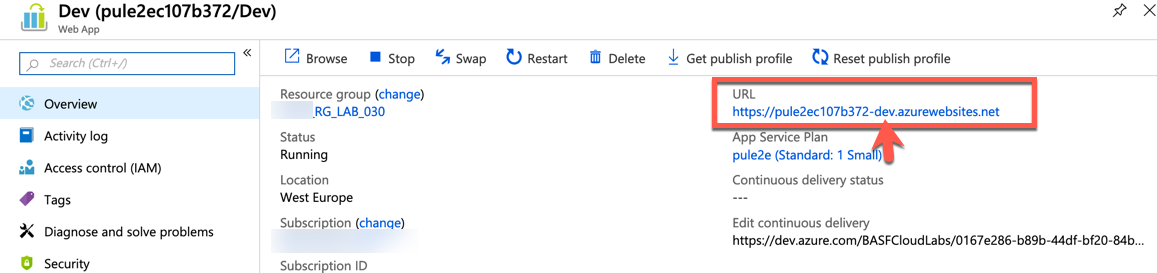 Dev (pule2ec107b372/Dev)
Web App
Search (Ctrl+/)
«
Overview
Activity log
Access control (IAM)
Tags
Diagnose and solve problems
Security
Browse Stop Swap Restart Delete Get publish profile Reset publish profile
Resource group (change)
_RG_LAB_030
Status
Running
Location
West Europe
Subscription (change)
Subscription ID
URL
https://pule2ec107b372-dev.azurewebsites.net
App Service Plan
pule2e (Standard: 1 Small)
Continuous delivery status
---
Edit continuous delivery
https://dev.azure.com/BASFCloudLabs/0167e286-b89b-44df-bf20-84b...